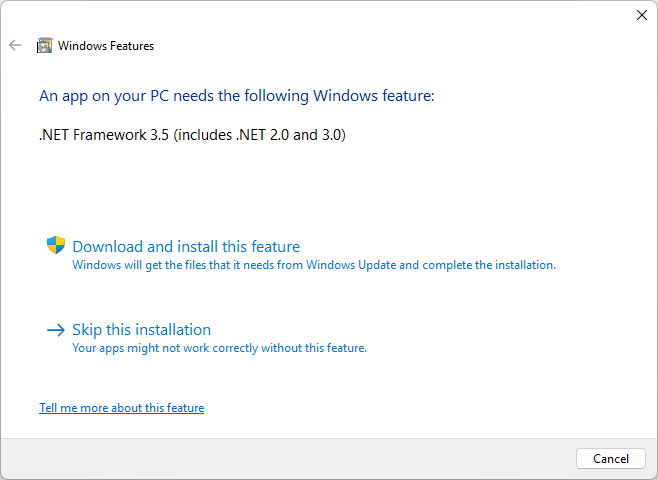 Windows Features
An app on your PC needs the following Windows feature:
.NET Framework 3.5 (includes .NET 2.0 and 3.0)
Download and install this feature
Windows will get the files that it needs from Windows Update and complete the installation.
Skip this installation
Your apps might not work correctly without this feature.
Tell me more about this feature
Cancel